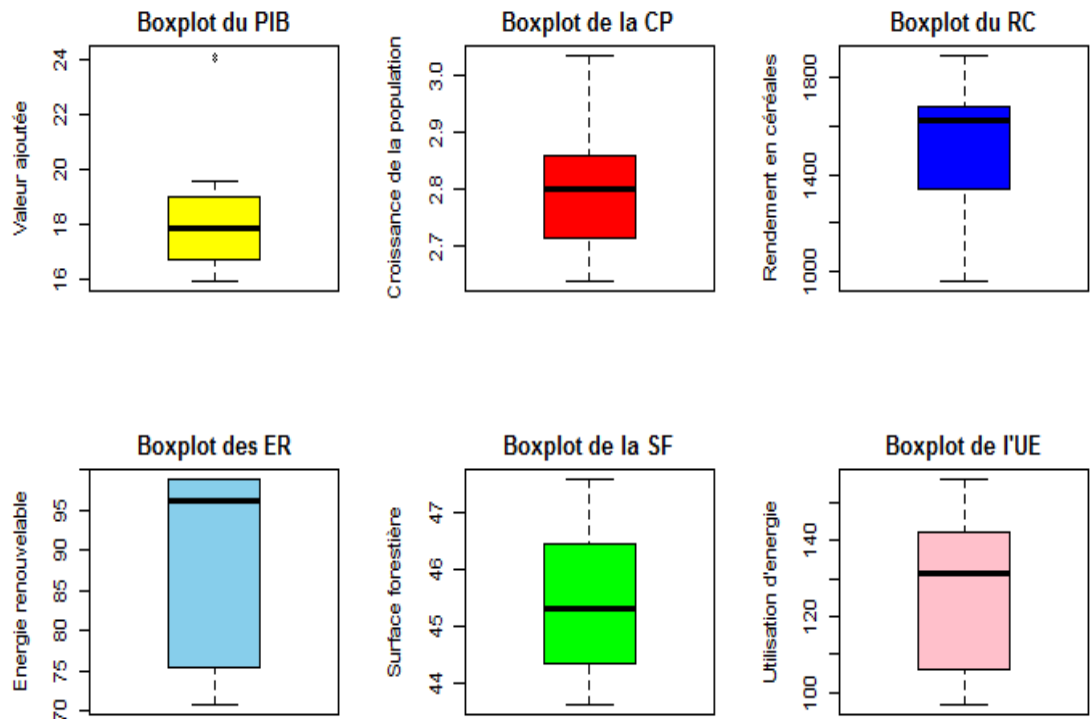 Boxplot du PIB
Valeur ajoutée
24
22
20
18
16
Boxplot de la CP
Croissance de la population
3.0
2.9
2.8
2.7
Boxplot du RC
Rendement en céréales
1800
1400
1000
Boxplot des ER
Energie renouvelable
95
90
85
80
75
70
Boxplot de la SF
Surface forestière
47
46
45
44
Boxplot de l'UE
Utilisation d'energie
140
120
100